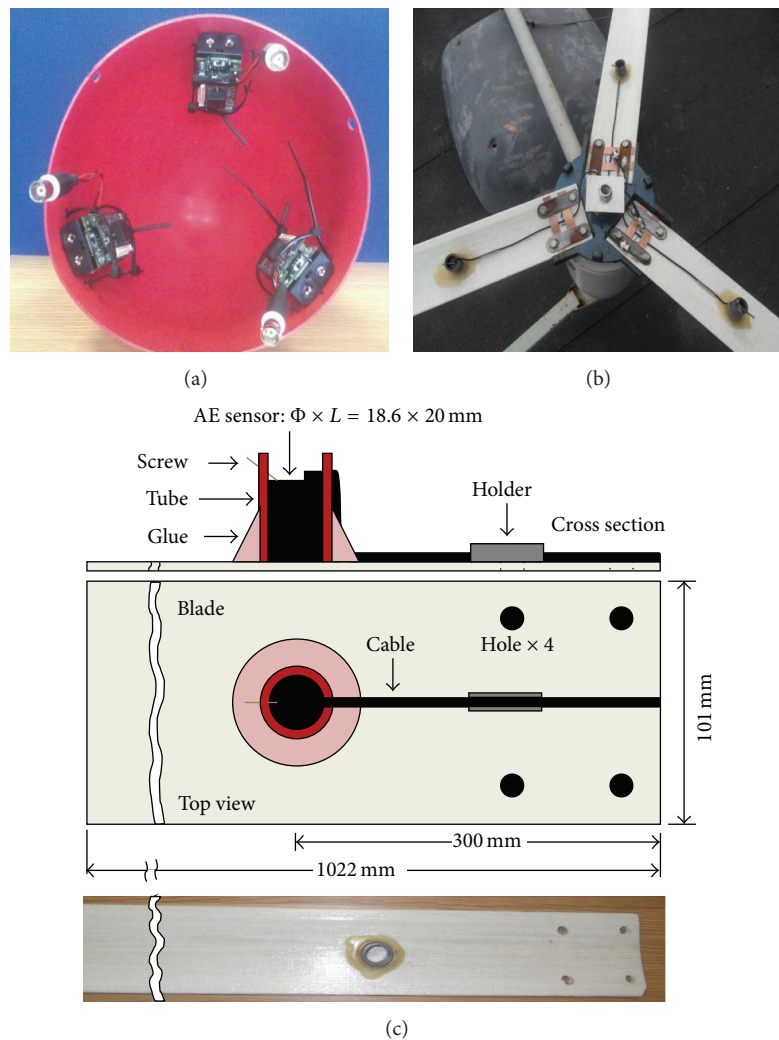 (a)
(b)
AE sensor: Φ × L = 18.6 × 20 mm
Screw
Tube
Glue
Holder
Cross section
Blade
Cable
Hole × 4
101 mm
Top view
300 mm
1022 mm
(c)